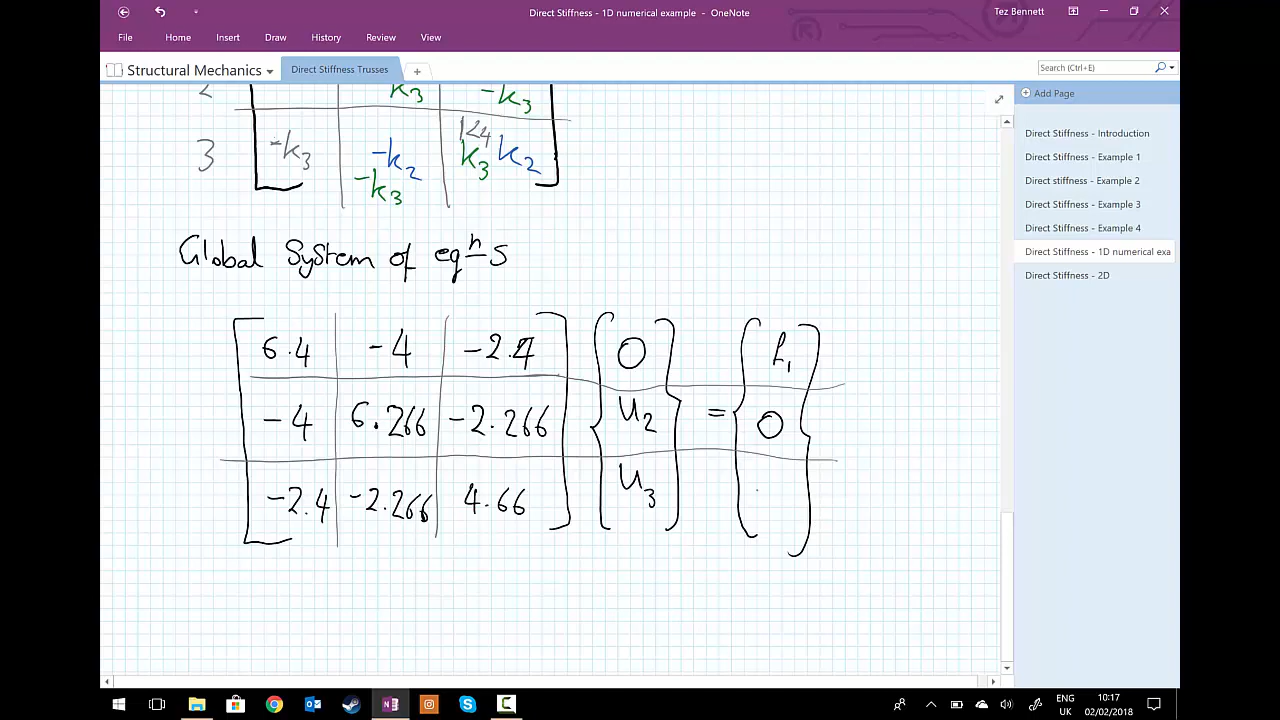 Direct Stiffness - 1D numerical example - OneNote
Tez Bennett
File Home Insert Draw History Review View
Structural Mechanics
Direct Stiffness Trusses
+
Search (Ctrl+E)
Add Page
Direct Stiffness - Introduction
Direct Stiffness - Example 1
Direct stiffness - Example 2
Direct Stiffness - Example 3
Direct Stiffness - Example 4
Direct Stiffness - 1D numerical exa
Direct Stiffness - 2D
2 k3 -k3
k4
3 -k3 -k2 k3 k2
-k3
Global System of eqns
6.4 -4 -2.4 0
-4 6.266 -2.266 u2 = 0
-2.4 -2.266 4.66 u3
ENG 10:17
UK 02/02/2018